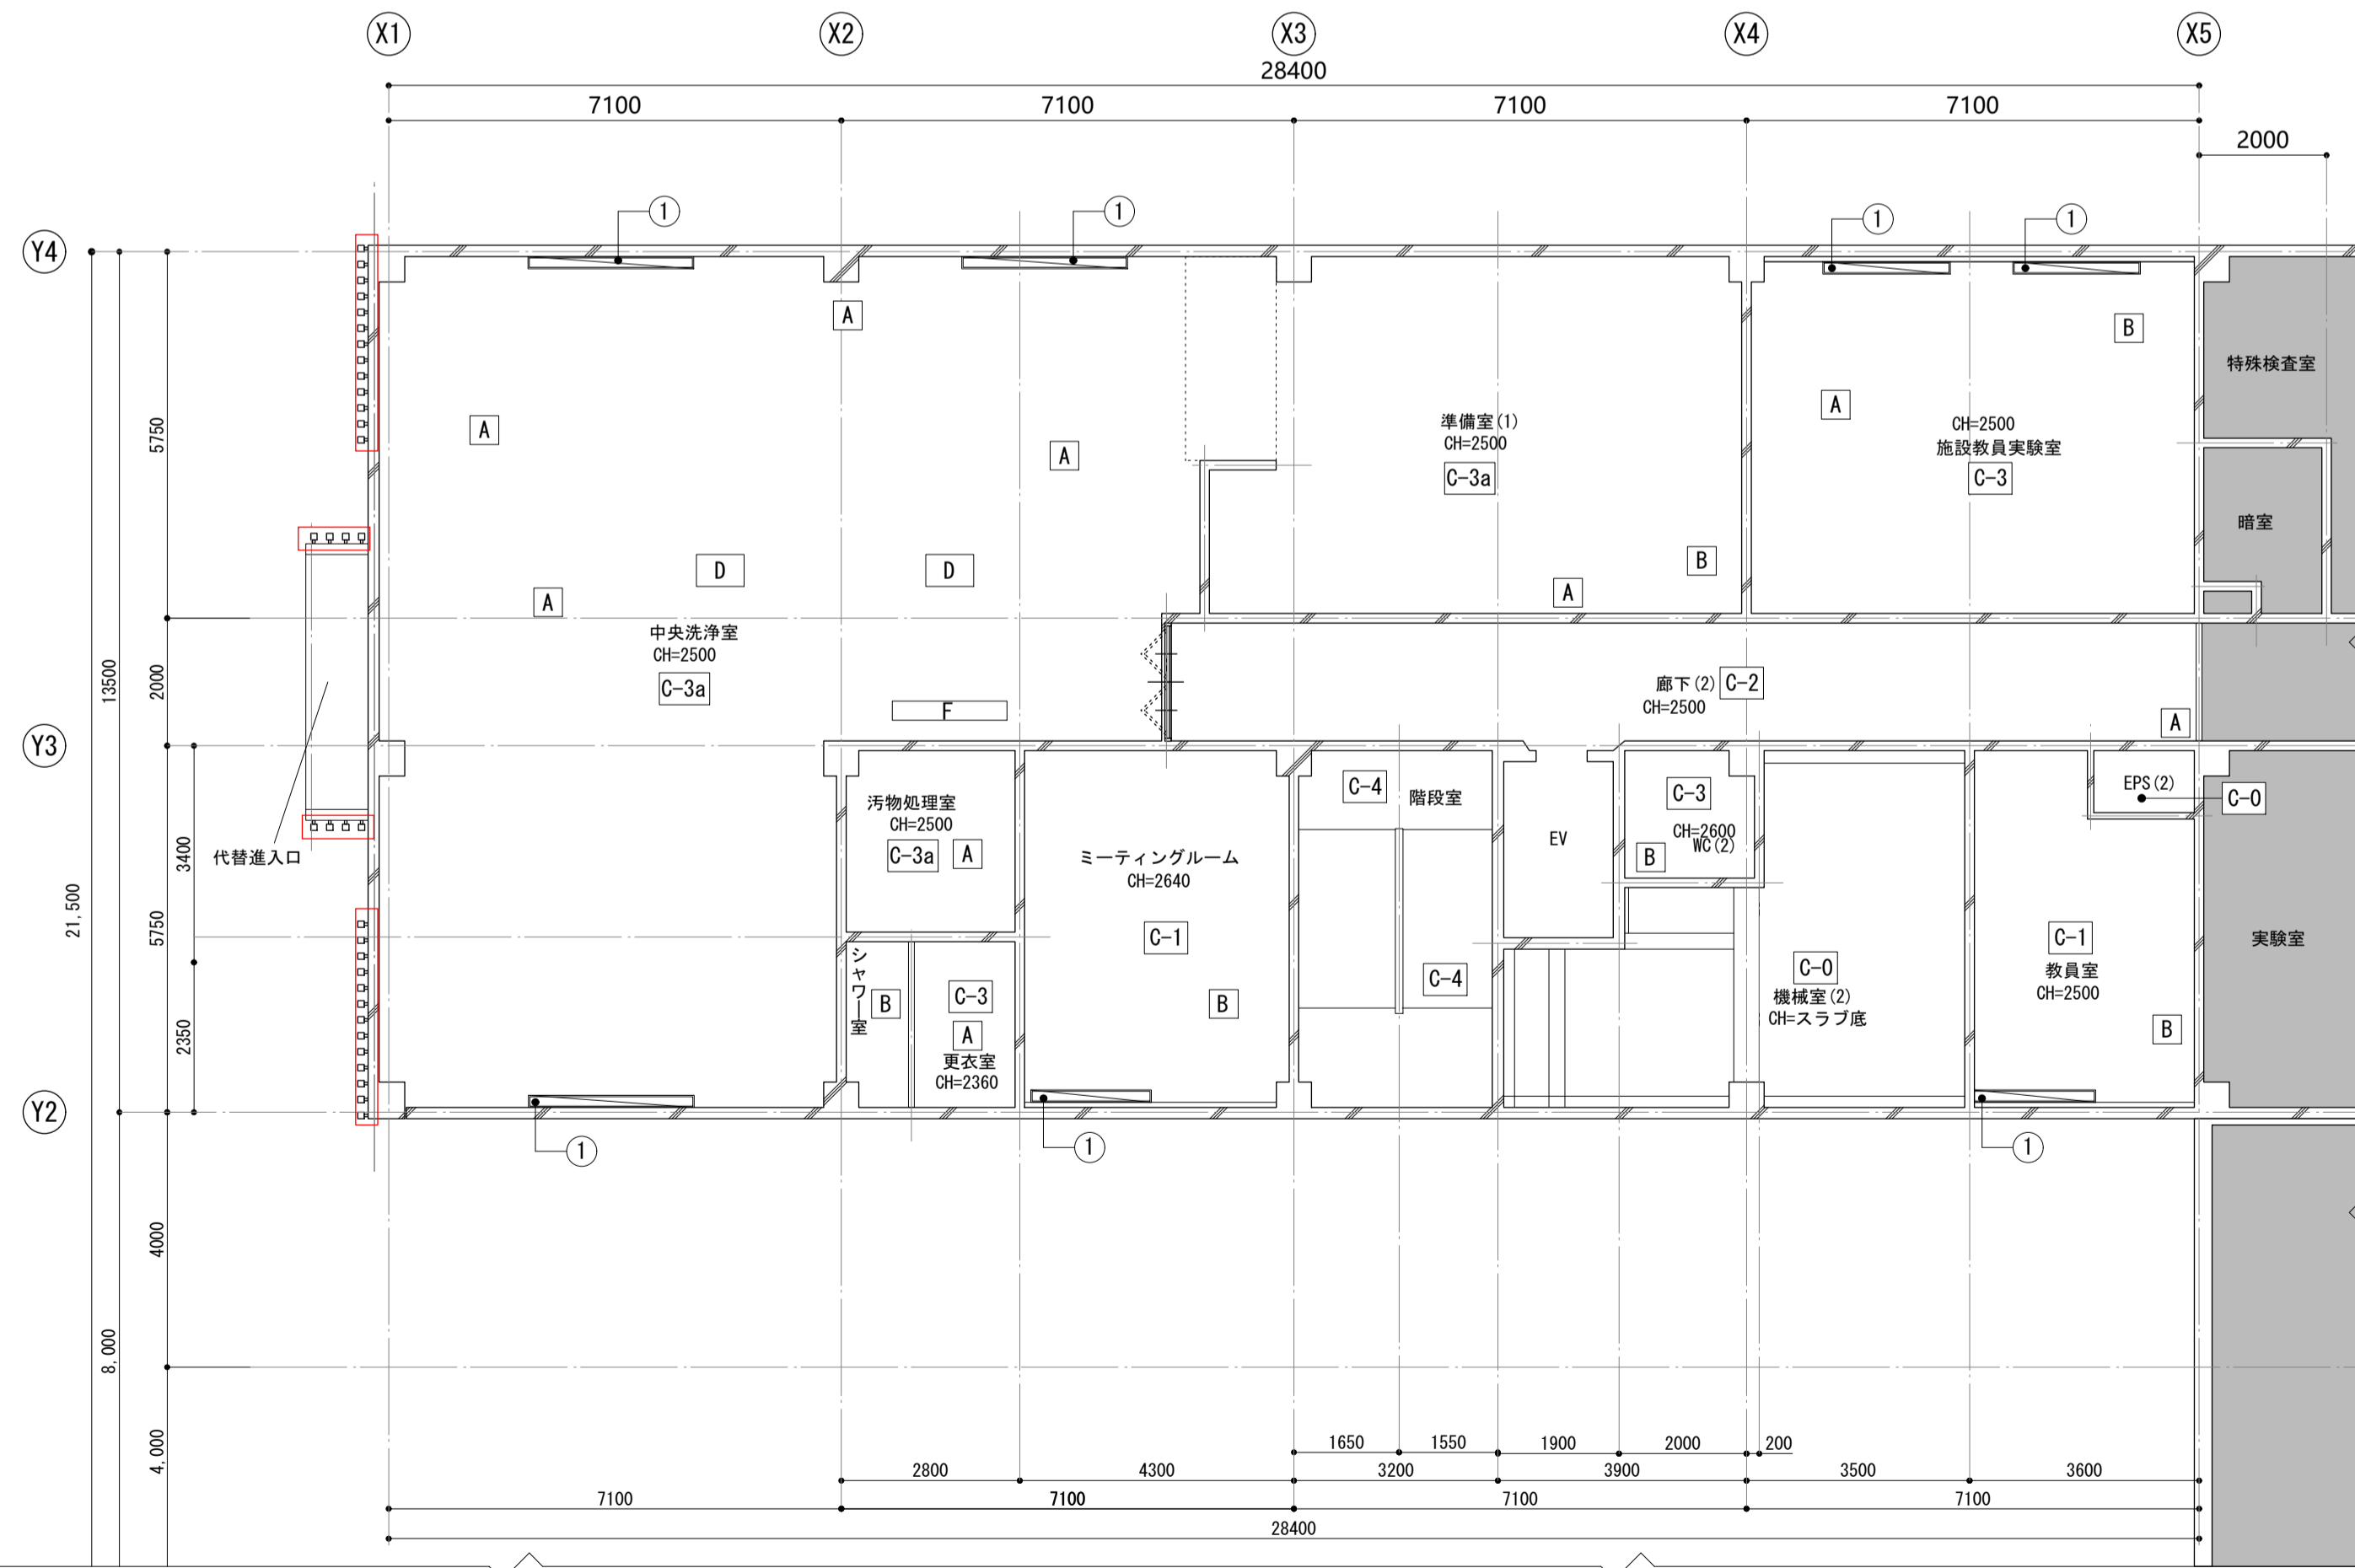 X1
X2
X3
X4
X5
28400
7100
7100
7100
7100
2000
1
1
1
1
Y4
A
B
特殊検査室
A
A
A
準備室(1)
CH=2500
C-3a
CH=2500
施設教員実験室
C-3
5750
暗室
D
D
B
A
A
中央洗浄室
CH=2500
C-3a
13500
2000
廊下(2)
C-2
CH=2500
F
A
Y3
汚物処理室
CH=2500
C-3a
A
C-4
階段室
C-3
EPS(2)
C-0
EV
CH=2600
WC(2)
B
代替進入口
3400
ミーティングルーム
CH=2640
C-1
21,500
5750
C-1
教員室
CH=2500
実験室
シャワー室
B
C-3
A
更衣室
CH=2360
B
C-4
C-0
機械室(2)
CH=スラブ底
B
2350
Y2
1
1
1
4000
8,000
4,000
1650
1550
1900
2000
200
2800
4300
3200
3900
3500
3600
7100
7100
7100
7100
28400